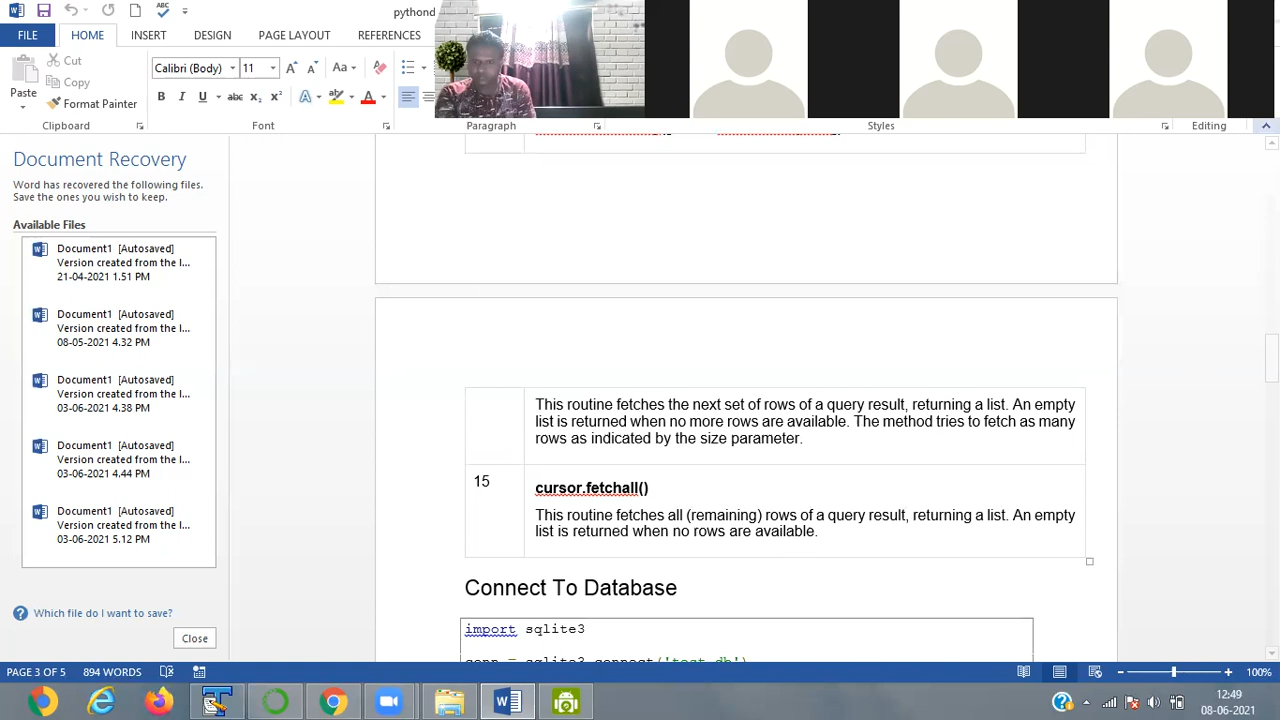 pythond
FILE HOME INSERT DESIGN PAGE LAYOUT REFERENCES
Cut
Copy
Format Painter
Paste
Calibri (Body) 11
Aa
B I U abc x₂ x² A A
Clipboard Font Paragraph Styles Editing
Document Recovery
Word has recovered the following files.
Save the ones you wish to keep.
Available Files
Document1 [Autosaved]
Version created from the l...
21-04-2021 1.51 PM
Document1 [Autosaved]
Version created from the l...
08-05-2021 4.32 PM
Document1 [Autosaved]
Version created from the l...
03-06-2021 4.38 PM
Document1 [Autosaved]
Version created from the l...
03-06-2021 4.44 PM
Document1 [Autosaved]
Version created from the l...
03-06-2021 5.12 PM
Which file do I want to save?
Close
This routine fetches the next set of rows of a query result, returning a list. An empty
list is returned when no more rows are available. The method tries to fetch as many
rows as indicated by the size parameter.
15
cursor.fetchall()
This routine fetches all (remaining) rows of a query result, returning a list. An empty
list is returned when no rows are available.
Connect To Database
import sqlite3
conn = sqlite3.connect('test.db')
PAGE 3 OF 5 894 WORDS
100%
12:49
08-06-2021